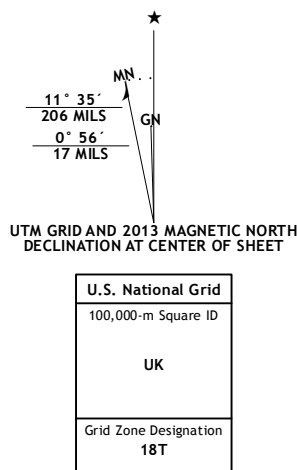 ★
MN
GN
11° 35´
206 MILS
0° 56´
17 MILS
UTM GRID AND 2013 MAGNETIC NORTH
DECLINATION AT CENTER OF SHEET
U.S. National Grid
100,000-m Square ID
UK
Grid Zone Designation
18T